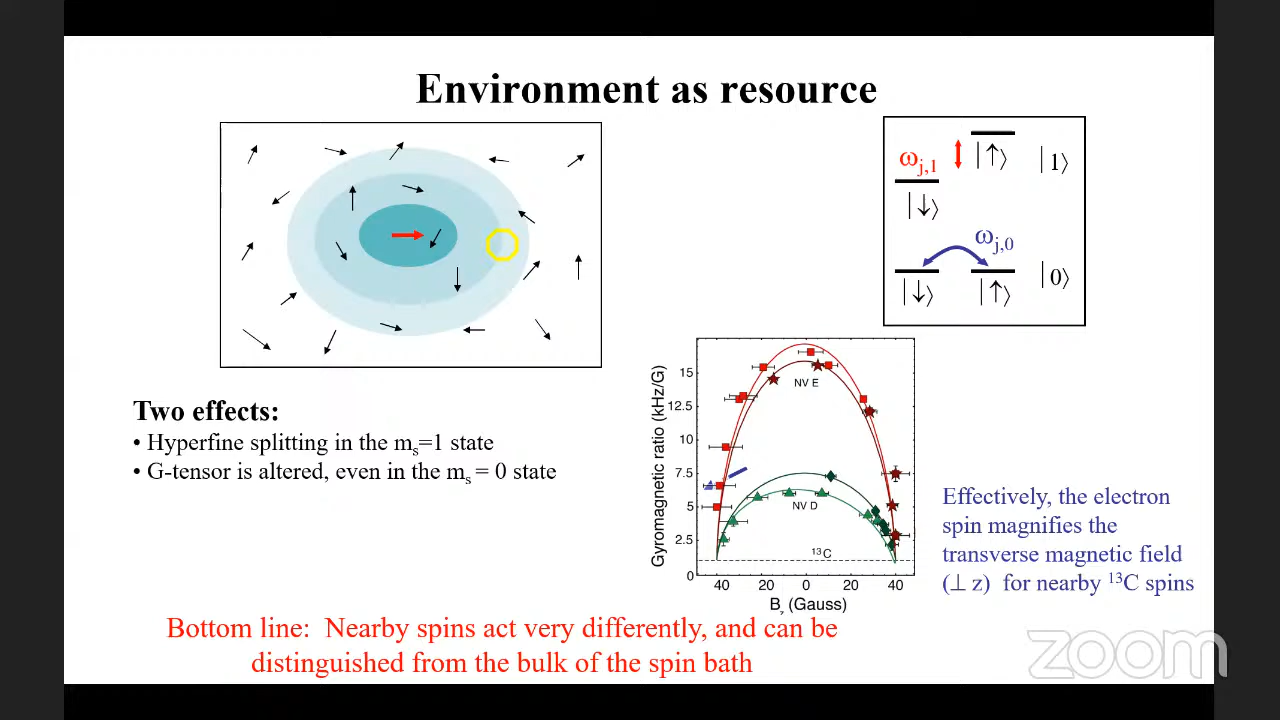 Environment as resource
ω_j,1
|↑⟩
|1⟩
|↓⟩
ω_j,0
|↓⟩
|↑⟩
|0⟩
Two effects:
• Hyperfine splitting in the m_s=1 state
• G-tensor is altered, even in the m_s = 0 state
Gyromagnetic ratio (kHz/G)
15
12.5
10
7.5
5
2.5
0
NV E
NV D
¹³C
40 20 0 20 40
B_z (Gauss)
Effectively, the electron
spin magnifies the
transverse magnetic field
(⊥ z) for nearby ¹³C spins
Bottom line: Nearby spins act very differently, and can be
distinguished from the bulk of the spin bath
zoom